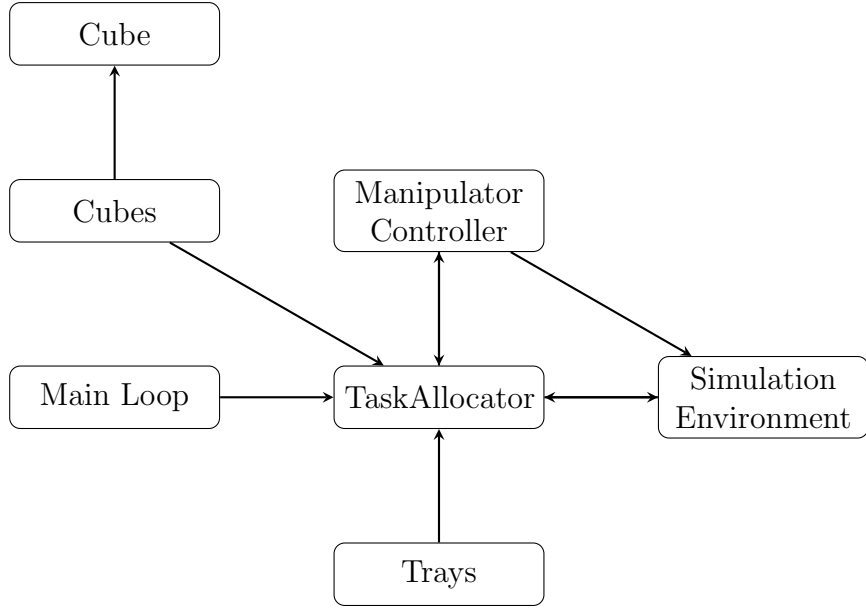 Cube
Cubes
Manipulator
Controller
Main Loop
TaskAllocator
Simulation
Environment
Trays